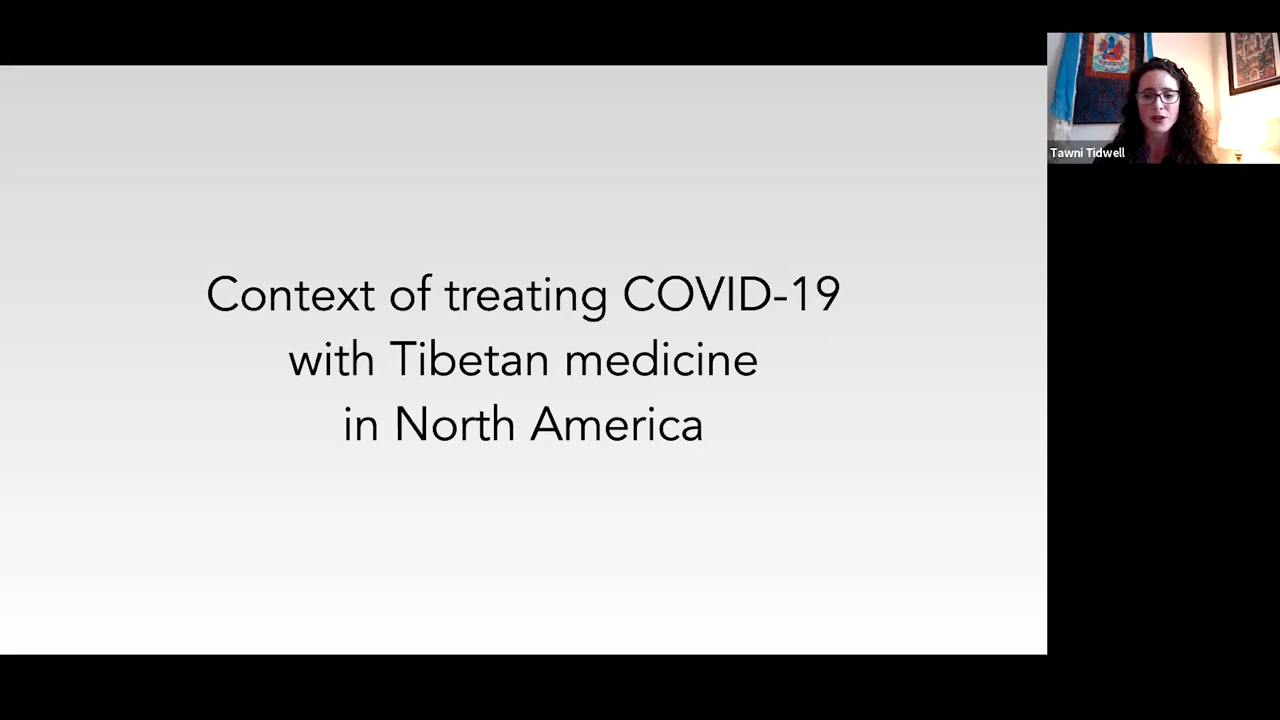 Context of treating COVID-19
with Tibetan medicine
in North America
Tawni Tidwell